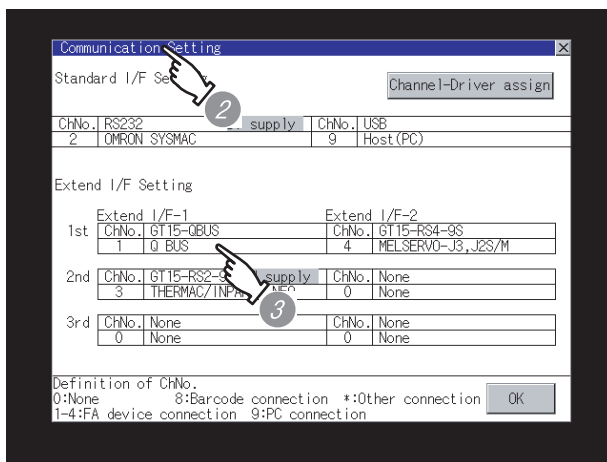 Communication Setting
Standard I/F
Channel-Driver assign
ChNo. RS232 supply ChNo. USB
2 OMRON SYSMAC 9 Host(PC)
2
Extend I/F Setting
Extend I/F-1 Extend I/F-2
1st ChNo. GT15-QBUS ChNo. GT15-RS4-9S
1 Q BUS 4 MELSERVO-J3,J2S/M
2nd ChNo. GT15-RS2-9 supply ChNo. None
3 THERMAC/ 0 None
3
3rd ChNo. None ChNo. None
0 None 0 None
Definition of ChNo.
0:None 8:Barcode connection *:Other connection
1-4:FA device connection 9:PC connection
OK